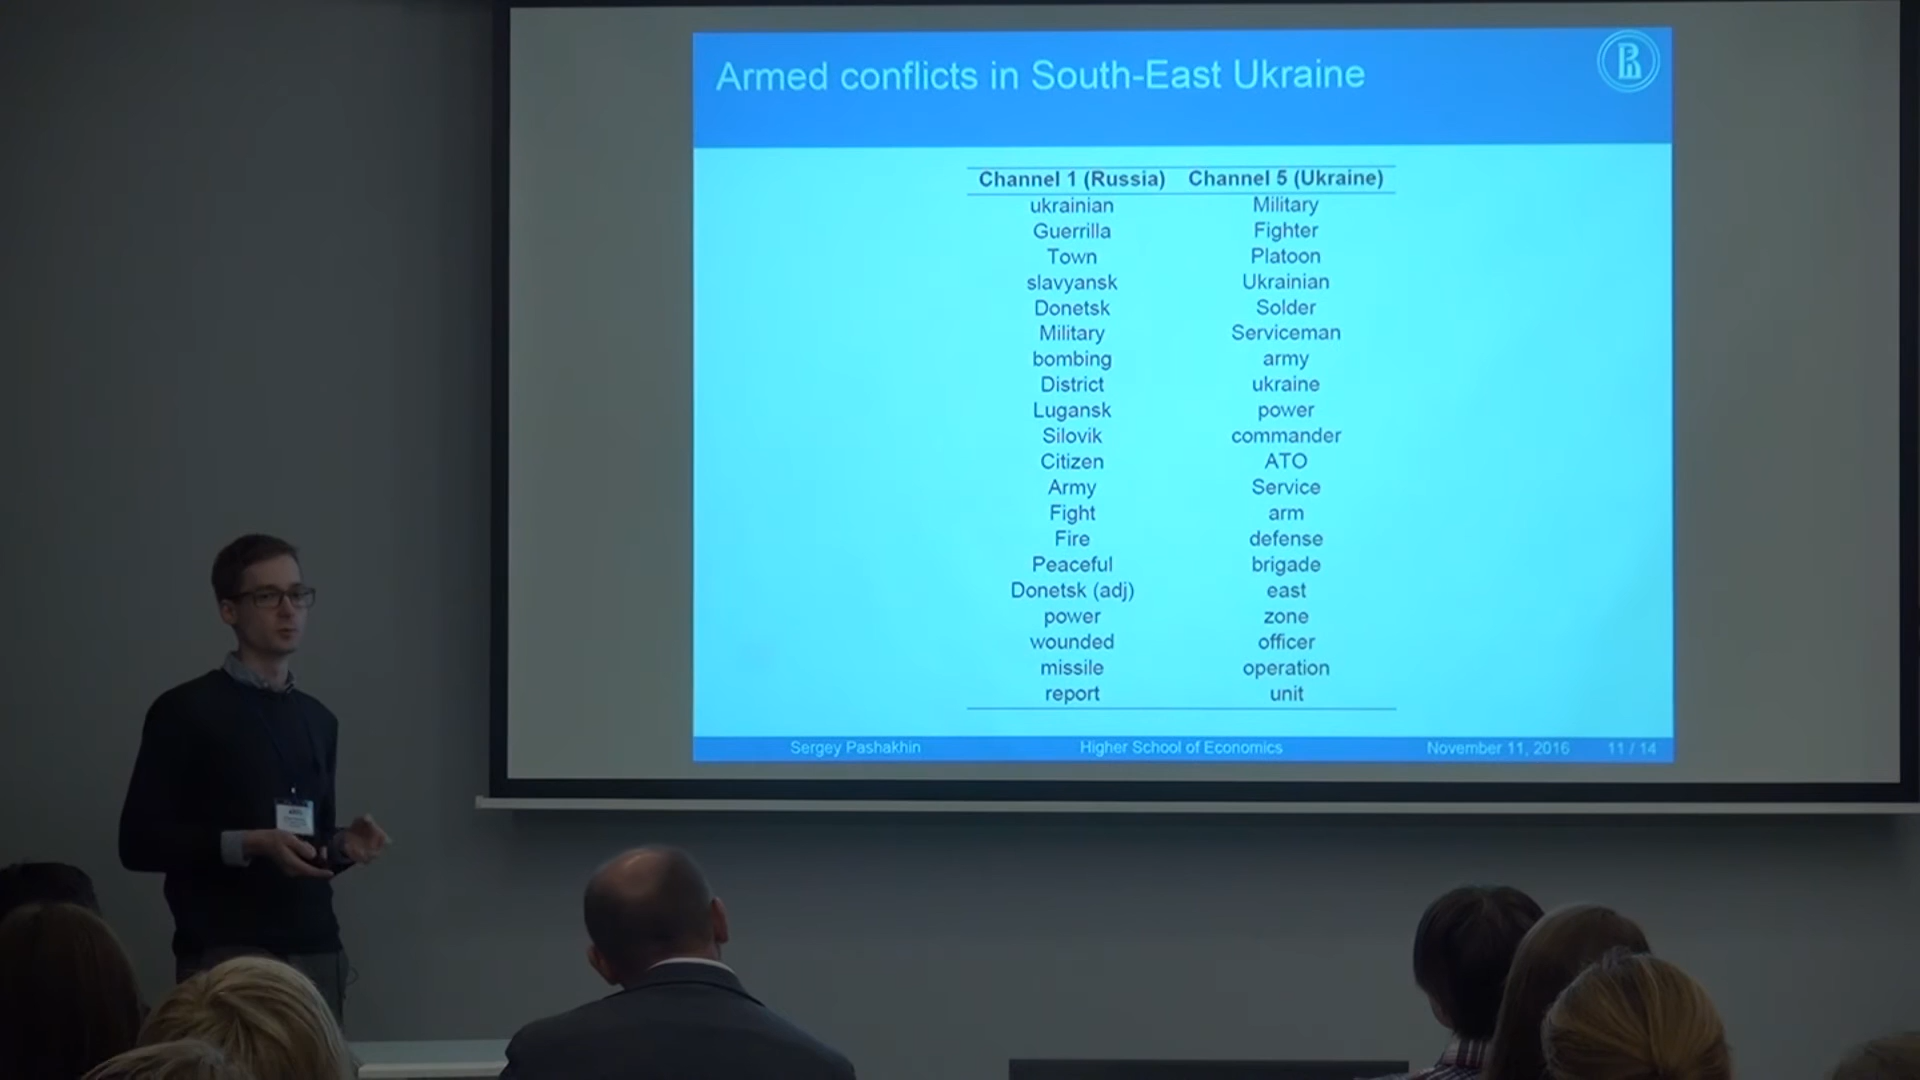 Armed conflicts in South-East Ukraine
Channel 1 (Russia) Channel 5 (Ukraine)
ukrainian Military
Guerrilla Fighter
Town Platoon
slavyansk Ukrainian
Donetsk Solder
Military Serviceman
bombing army
District ukraine
Lugansk power
Silovik commander
Citizen ATO
Army Service
Fight arm
Fire defense
Peaceful brigade
Donetsk (adj) east
power zone
wounded officer
missile operation
report unit
Sergey Pashakhin Higher School of Economics November 11, 2016 11 / 14